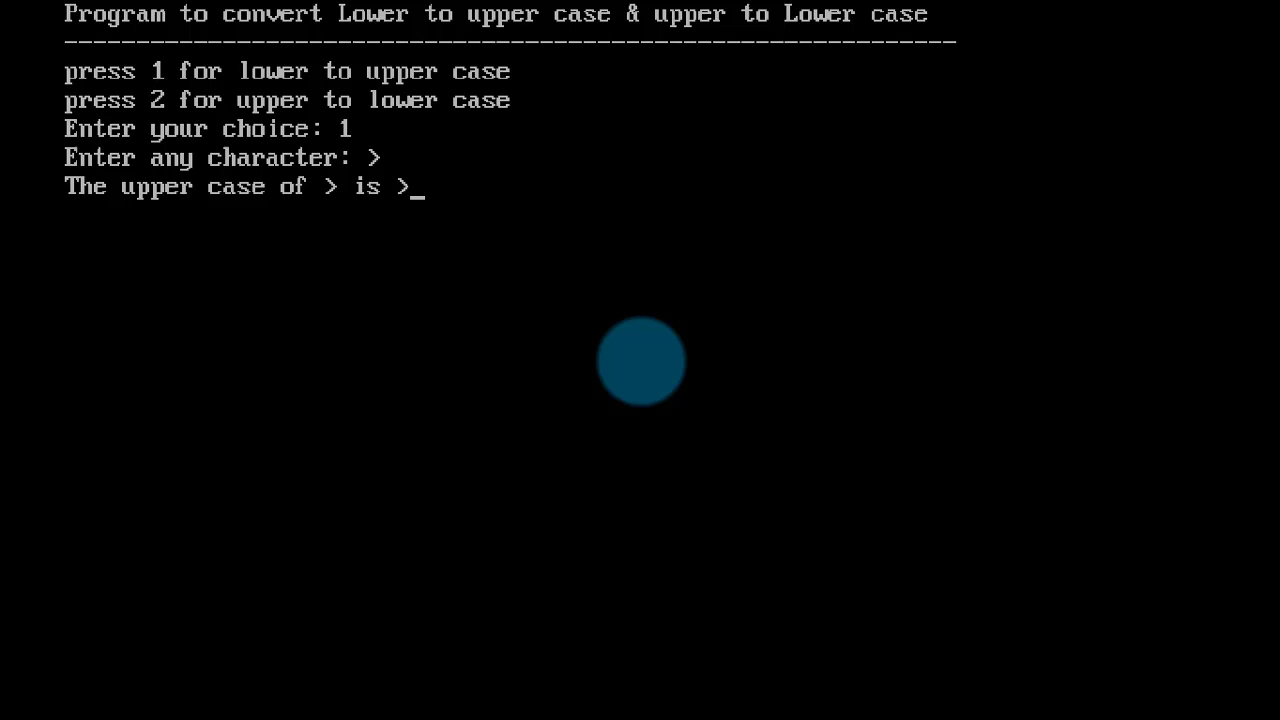 Program to convert Lower to upper case & upper to Lower case
--------------------------------------------------------------
press 1 for lower to upper case
press 2 for upper to lower case
Enter your choice: 1
Enter any character: >
The upper case of > is >_